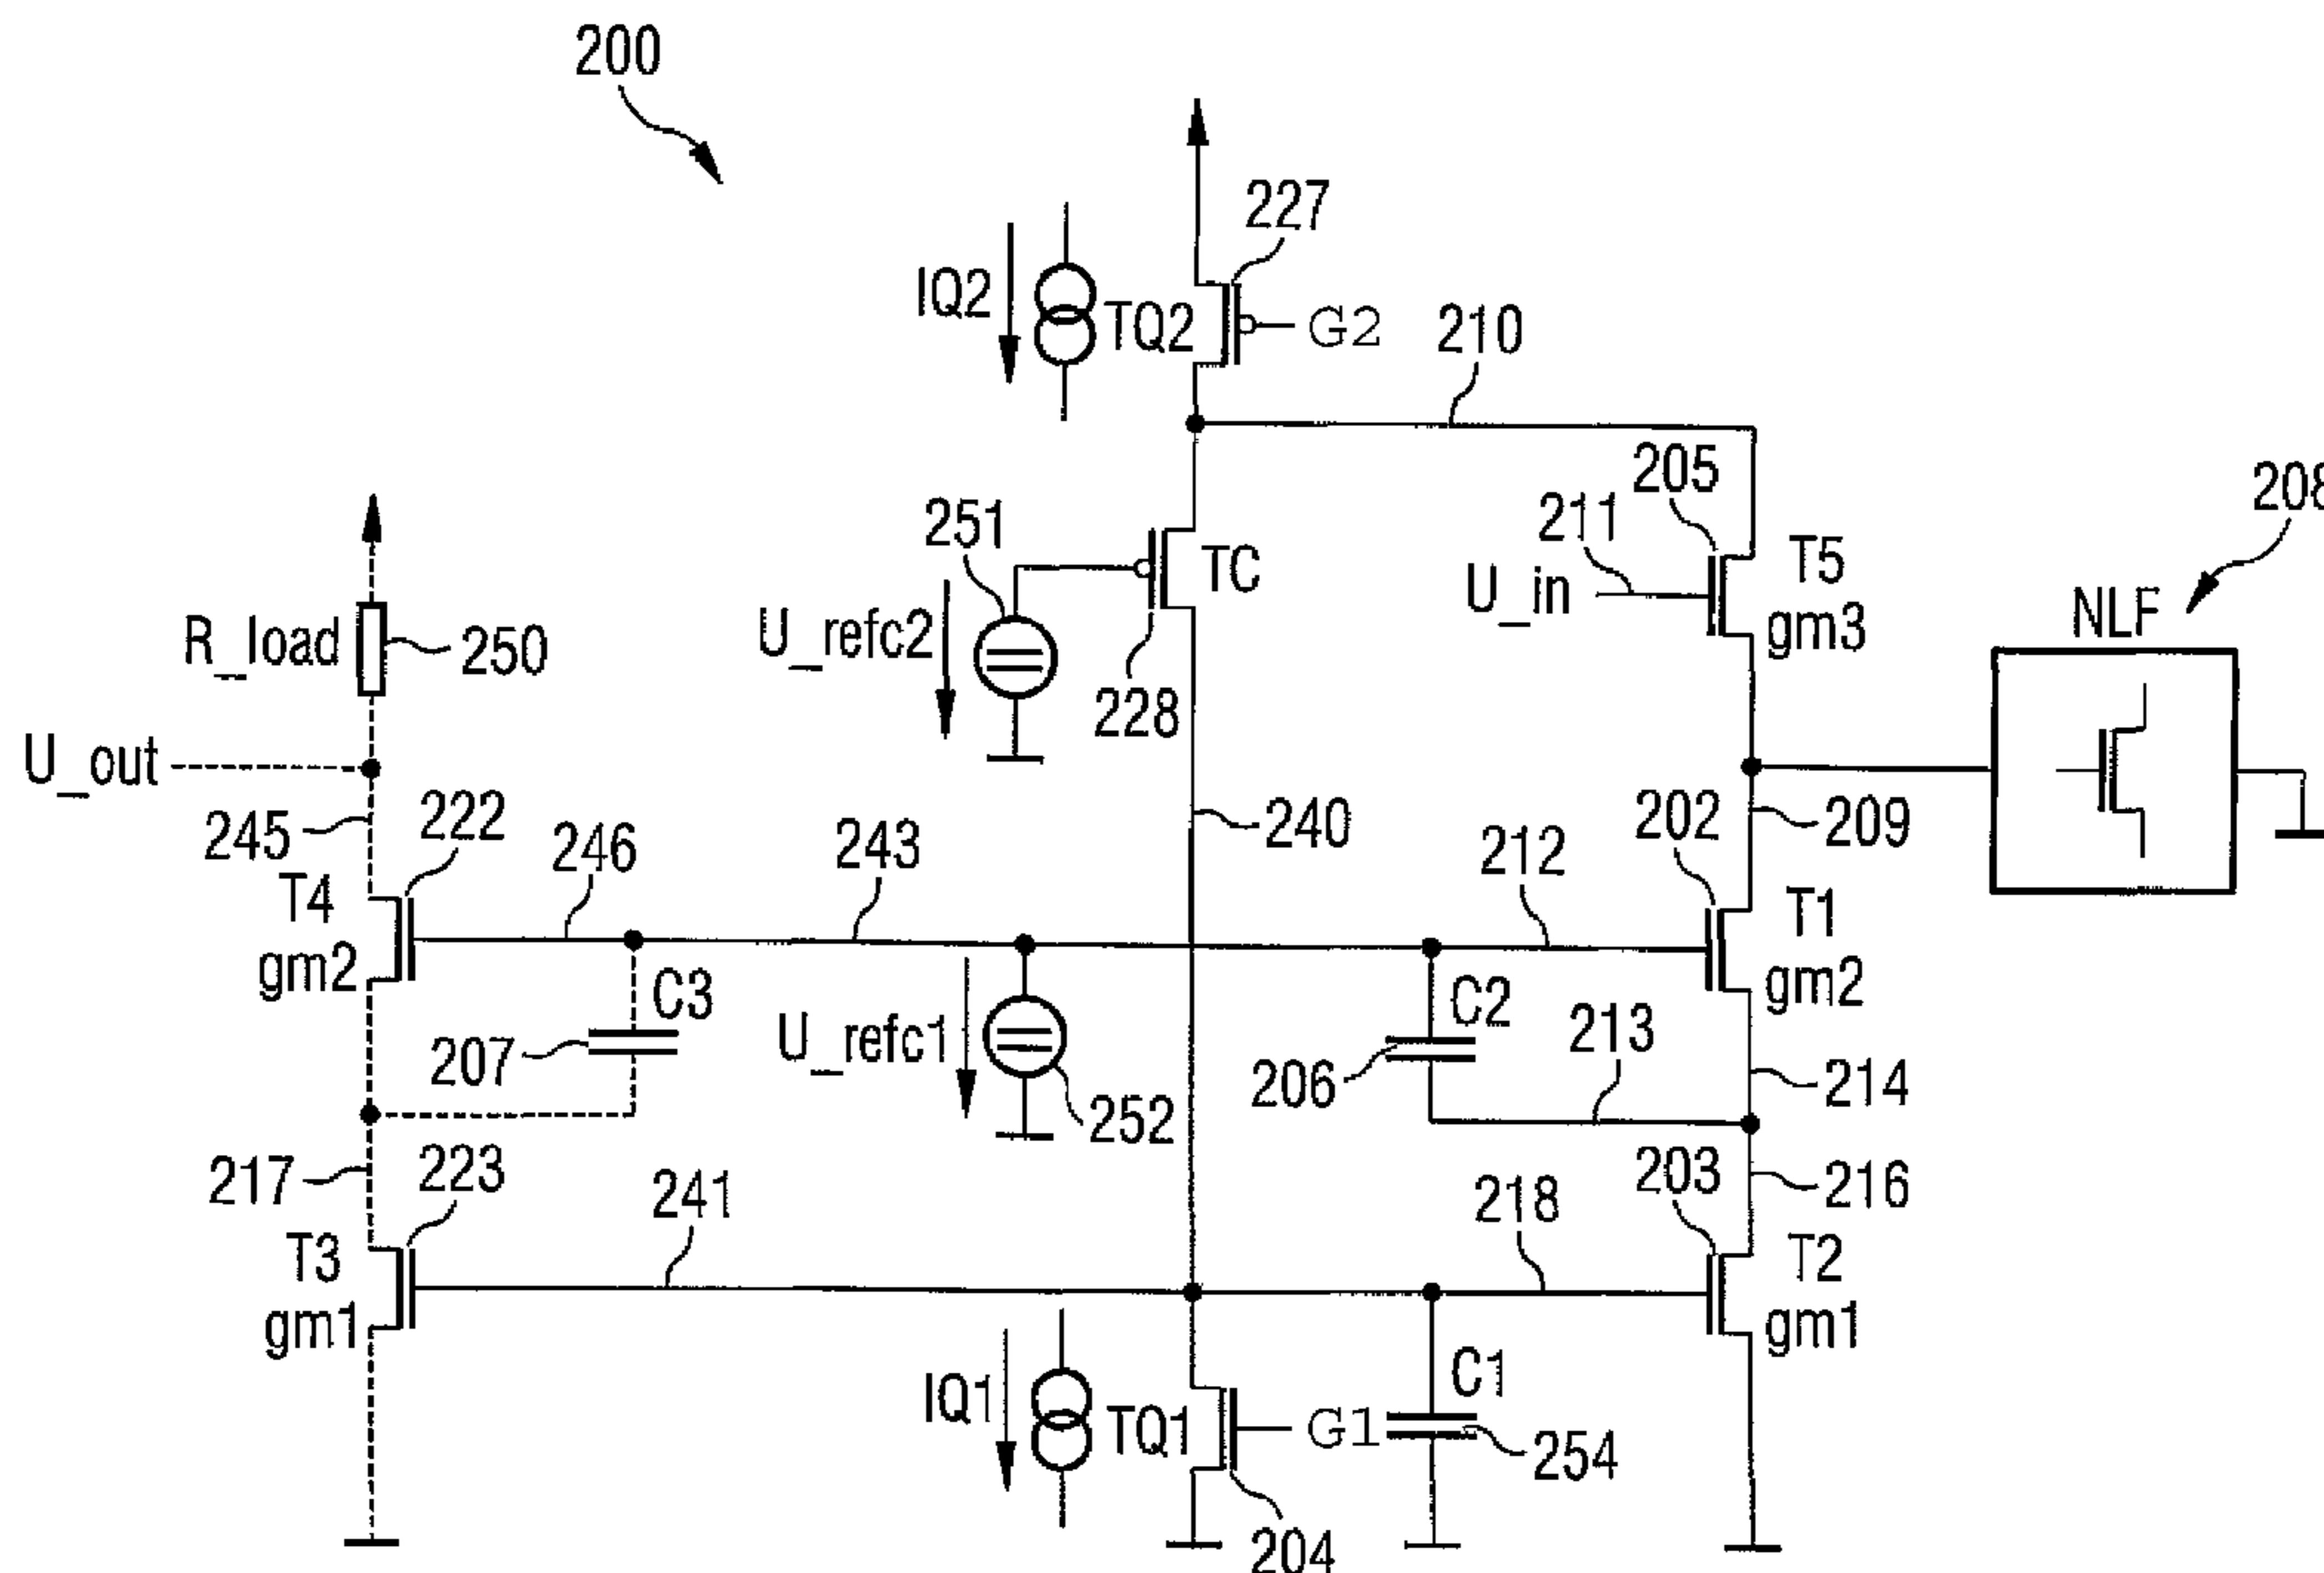 200
227
IQ2
TQ2
G2
210
205
208
211
251
TC
U_in
T5
gm3
NLF
U_refc2
R_load
250
228
U_out
245
222
246
243
240
212
202
209
T4
gm2
C3
T1
gm2
207
U_refc1
C2
213
206
252
214
217
223
241
218
203
216
T3
gm1
T2
gm1
IQ1
TQ1
G1
C1
254
204